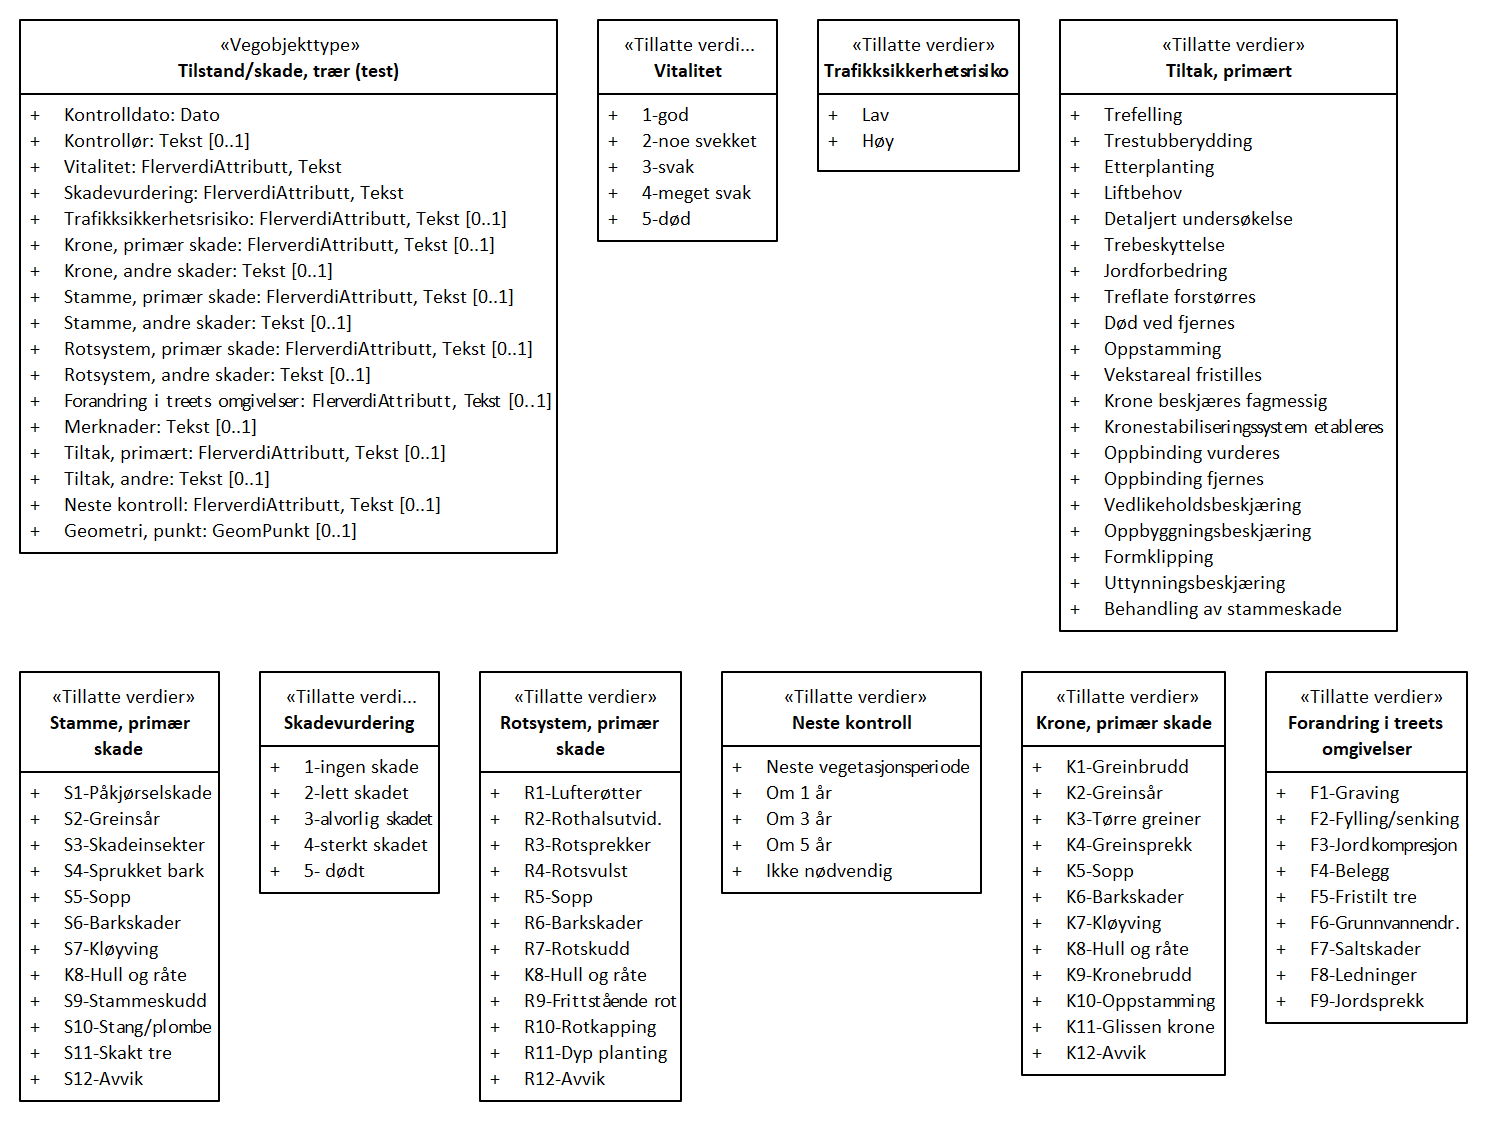 «Vegobjekttype»
Tilstand/skade, trær (test)
+ Kontrolldato: Dato
+ Kontrollør: Tekst [0..1]
+ Vitalitet: FlerverdiAttributt, Tekst
+ Skadevurdering: FlerverdiAttributt, Tekst
+ Trafikksikkerhetsrisiko: FlerverdiAttributt, Tekst [0..1]
+ Krone, primær skade: FlerverdiAttributt, Tekst [0..1]
+ Krone, andre skader: Tekst [0..1]
+ Stamme, primær skade: FlerverdiAttributt, Tekst [0..1]
+ Stamme, andre skader: Tekst [0..1]
+ Rotsystem, primær skade: FlerverdiAttributt, Tekst [0..1]
+ Rotsystem, andre skader: Tekst [0..1]
+ Forandring i treets omgivelser: FlerverdiAttributt, Tekst [0..1]
+ Merknader: Tekst [0..1]
+ Tiltak, primært: FlerverdiAttributt, Tekst [0..1]
+ Tiltak, andre: Tekst [0..1]
+ Neste kontroll: FlerverdiAttributt, Tekst [0..1]
+ Geometri, punkt: GeomPunkt [0..1]
«Tillatte verdi...
Vitalitet
+ 1-god
+ 2-noe svekket
+ 3-svak
+ 4-meget svak
+ 5-død
«Tillatte verdier»
Trafikksikkerhetsrisiko
+ Lav
+ Høy
«Tillatte verdier»
Tiltak, primært
+ Trefelling
+ Trestubberydding
+ Etterplanting
+ Liftbehov
+ Detaljert undersøkelse
+ Trebeskyttelse
+ Jordforbedring
+ Treflate forstørres
+ Død ved fjernes
+ Oppstamming
+ Vekstareal fristilles
+ Krone beskjæres fagmessig
+ Kronestabiliseringssystem etableres
+ Oppbinding vurderes
+ Oppbinding fjernes
+ Vedlikeholdsbeskjæring
+ Oppbyggningsbeskjæring
+ Formklipping
+ Uttynningsbeskjæring
+ Behandling av stammeskade
«Tillatte verdier»
Stamme, primær
skade
+ S1-Påkjørselskade
+ S2-Greinsår
+ S3-Skadeinsekter
+ S4-Sprukket bark
+ S5-Sopp
+ S6-Barkskader
+ S7-Kløyving
+ K8-Hull og råte
+ S9-Stammeskudd
+ S10-Stang/plombe
+ S11-Skakt tre
+ S12-Avvik
«Tillatte verdi...
Skadevurdering
+ 1-ingen skade
+ 2-lett skadet
+ 3-alvorlig skadet
+ 4-sterkt skadet
+ 5- dødt
«Tillatte verdier»
Rotsystem, primær
skade
+ R1-Lufterøtter
+ R2-Rothalsutvid.
+ R3-Rotsprekker
+ R4-Rotsvulst
+ R5-Sopp
+ R6-Barkskader
+ R7-Rotskudd
+ K8-Hull og råte
+ R9-Frittstående rot
+ R10-Rotkapping
+ R11-Dyp planting
+ R12-Avvik
«Tillatte verdier»
Neste kontroll
+ Neste vegetasjonsperiode
+ Om 1 år
+ Om 3 år
+ Om 5 år
+ Ikke nødvendig
«Tillatte verdier»
Krone, primær skade
+ K1-Greinbrudd
+ K2-Greinsår
+ K3-Tørre greiner
+ K4-Greinsprekk
+ K5-Sopp
+ K6-Barkskader
+ K7-Kløyving
+ K8-Hull og råte
+ K9-Kronebrudd
+ K10-Oppstamming
+ K11-Glissen krone
+ K12-Avvik
«Tillatte verdier»
Forandring i treets
omgivelser
+ F1-Graving
+ F2-Fylling/senking
+ F3-Jordkompresjon
+ F4-Belegg
+ F5-Fristilt tre
+ F6-Grunnvannendr.
+ F7-Saltskader
+ F8-Ledninger
+ F9-Jordsprekk